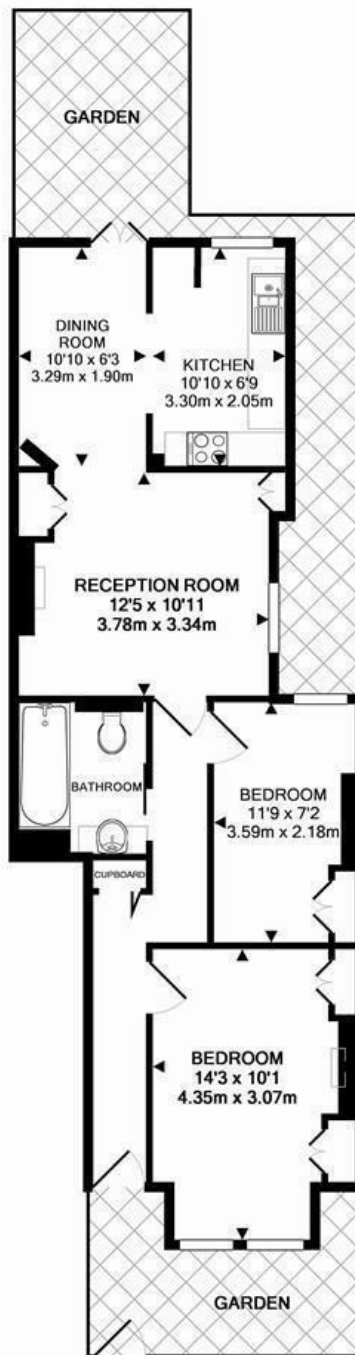 GARDEN
DINING
ROOM
10'10 x 6'3
3.29m x 1.90m
KITCHEN
10'10 x 6'9
3.30m x 2.05m
RECEPTION ROOM
12'5 x 10'11
3.78m x 3.34m
BATHROOM
BEDROOM
11'9 x 7'2
3.59m x 2.18m
CUPBOARD
BEDROOM
14'3 x 10'1
4.35m x 3.07m
GARDEN